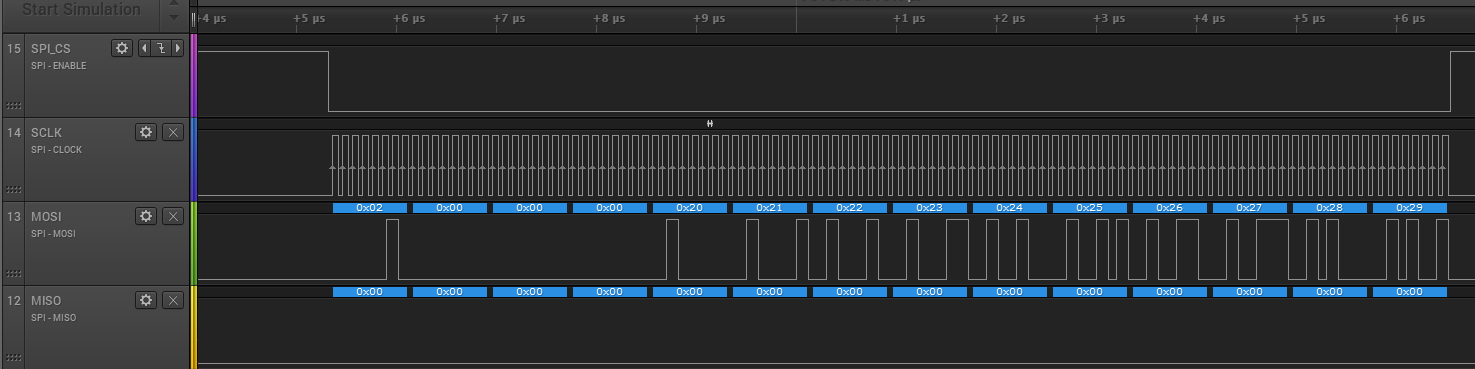 Start Simulation
+4 µs +5 µs +6 µs +7 µs +8 µs +9 µs +1 µs +2 µs +3 µs +4 µs +5 µs +6 µs
15 SPI_CS
SPI - ENABLE
14 SCLK
SPI - CLOCK
0x02 0x00 0x00 0x00 0x20 0x21 0x22 0x23 0x24 0x25 0x26 0x27 0x28 0x29
13 MOSI
SPI - MOSI
0x00 0x00 0x00 0x00 0x00 0x00 0x00 0x00 0x00 0x00 0x00 0x00 0x00 0x00
12 MISO
SPI - MISO